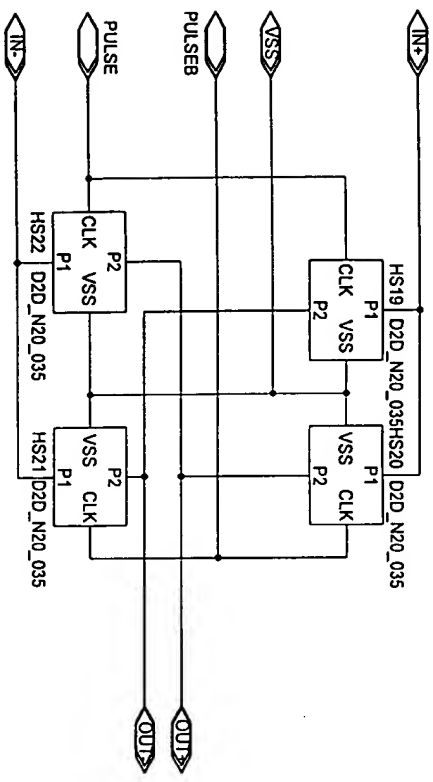 IN+
HS19 D2D_N20_035 HS20 D2D_N20_035
P1 P1
CLK VSS VSS CLK
P2 P2
VSS
PULSEB
OUT+
OUT-
P2 P2
PULSE
CLK VSS VSS CLK
P1 P1
HS22 D2D_N20_035 HS21 D2D_N20_035
IN-